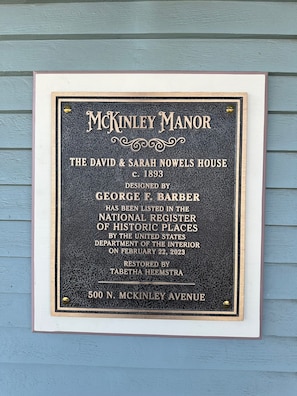 McKinley Manor
THE DAVID & SARAH NOWELS HOUSE
c. 1893
DESIGNED BY
GEORGE F. BARBER
HAS BEEN LISTED IN THE
NATIONAL REGISTER
OF HISTORIC PLACES
BY THE UNITED STATES
DEPARTMENT OF THE INTERIOR
ON FEBRUARY 22, 2023
RESTORED BY
TABETHA HEEMSTRA
500 N. MCKINLEY AVENUE